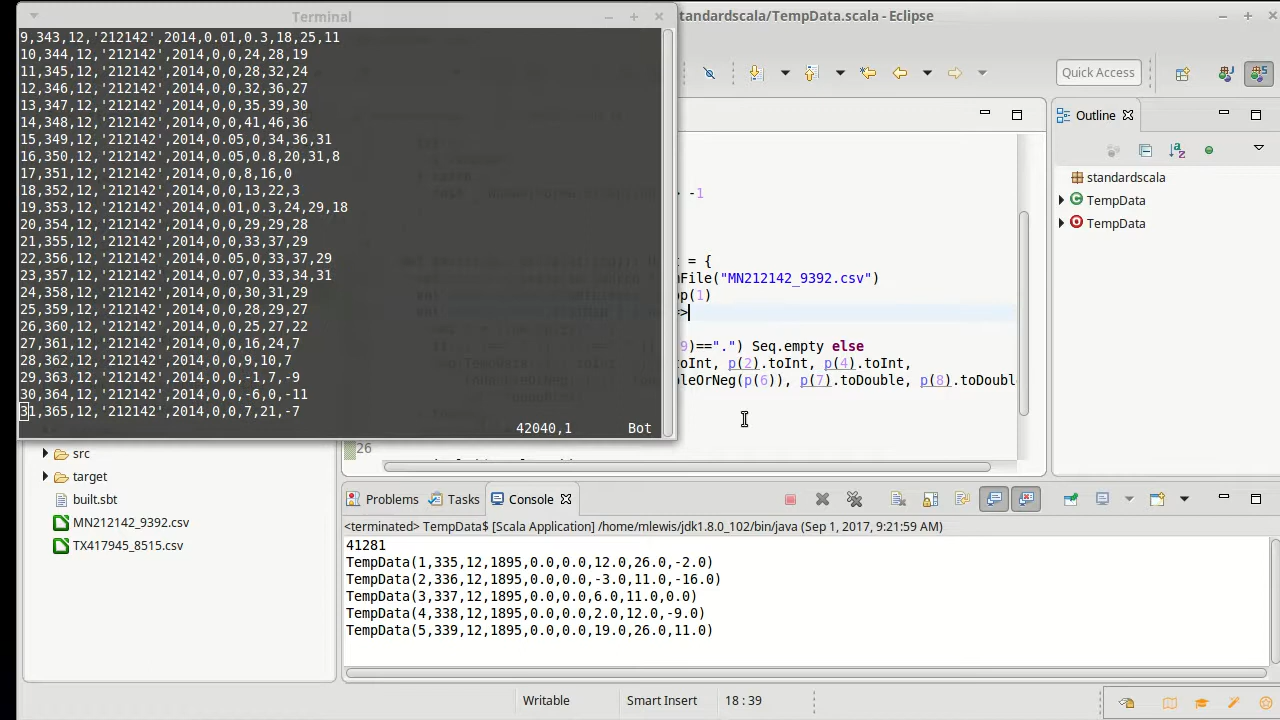 Terminal
9,343,12,'212142',2014,0.01,0.3,18,25,11
10,344,12,'212142',2014,0,0,24,28,19
11,345,12,'212142',2014,0,0,28,32,24
12,346,12,'212142',2014,0,0,32,36,27
13,347,12,'212142',2014,0,0,35,39,30
14,348,12,'212142',2014,0,0,41,46,36
15,349,12,'212142',2014,0.05,0,34,36,31
16,350,12,'212142',2014,0.05,0.8,20,31,8
17,351,12,'212142',2014,0,0,8,16,0
18,352,12,'212142',2014,0,0,13,22,3
19,353,12,'212142',2014,0.01,0.3,24,29,18
20,354,12,'212142',2014,0,0,29,29,28
21,355,12,'212142',2014,0,0,33,37,29
22,356,12,'212142',2014,0.05,0,33,37,29
23,357,12,'212142',2014,0.07,0,33,34,31
24,358,12,'212142',2014,0,0,30,31,29
25,359,12,'212142',2014,0,0,28,29,27
26,360,12,'212142',2014,0,0,25,27,22
27,361,12,'212142',2014,0,0,16,24,7
28,362,12,'212142',2014,0,0,9,10,7
29,363,12,'212142',2014,0,0,-1,7,-9
30,364,12,'212142',2014,0,0,-6,0,-11
31,365,12,'212142',2014,0,0,7,21,-7
42040,1 Bot
tandardscala/TempData.scala - Eclipse
Quick Access
-1
= {
mFile("MN212142_9392.csv")
op(1)
=>
9)==".") Seq.empty else
toInt, p(2).toInt, p(4).toInt,
bleOrNeg(p(6)), p(7).toDouble, p(8).toDoubl
26
Outline
standardscala
TempData
TempData
src
target
built.sbt
MN212142_9392.csv
TX417945_8515.csv
Problems Tasks Console
<terminated> TempData$ [Scala Application] /home/mlewis/jdk1.8.0_102/bin/java (Sep 1, 2017, 9:21:59 AM)
41281
TempData(1,335,12,1895,0.0,0.0,12.0,26.0,-2.0)
TempData(2,336,12,1895,0.0,0.0,-3.0,11.0,-16.0)
TempData(3,337,12,1895,0.0,0.0,6.0,11.0,0.0)
TempData(4,338,12,1895,0.0,0.0,2.0,12.0,-9.0)
TempData(5,339,12,1895,0.0,0.0,19.0,26.0,11.0)
Writable Smart Insert 18 : 39